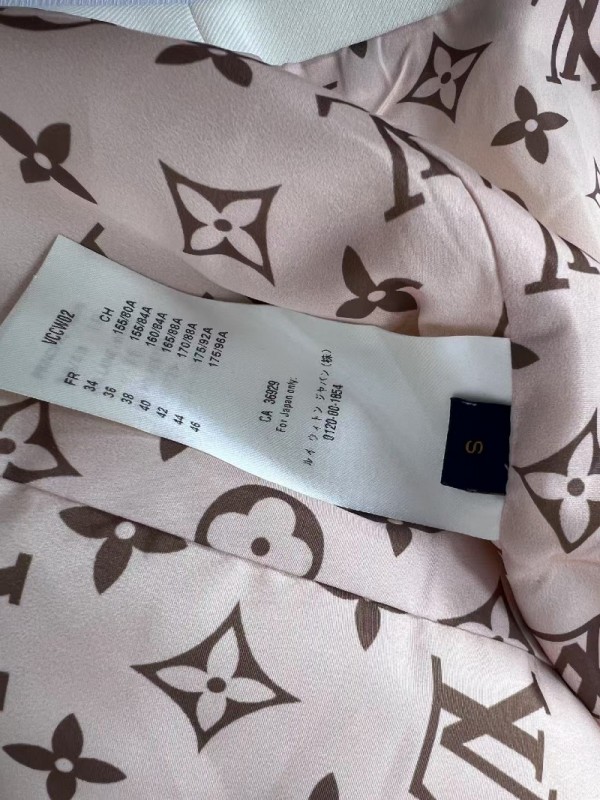 VCCW02
FR CH
34 155/80A
36 155/84A
38 160/84A
40 165/88A
42 170/88A
44 175/92A
46 175/96A
CA 36929
For Japan only.
ルイ ヴィトン ジャパン(株)
0120-80-1854
S